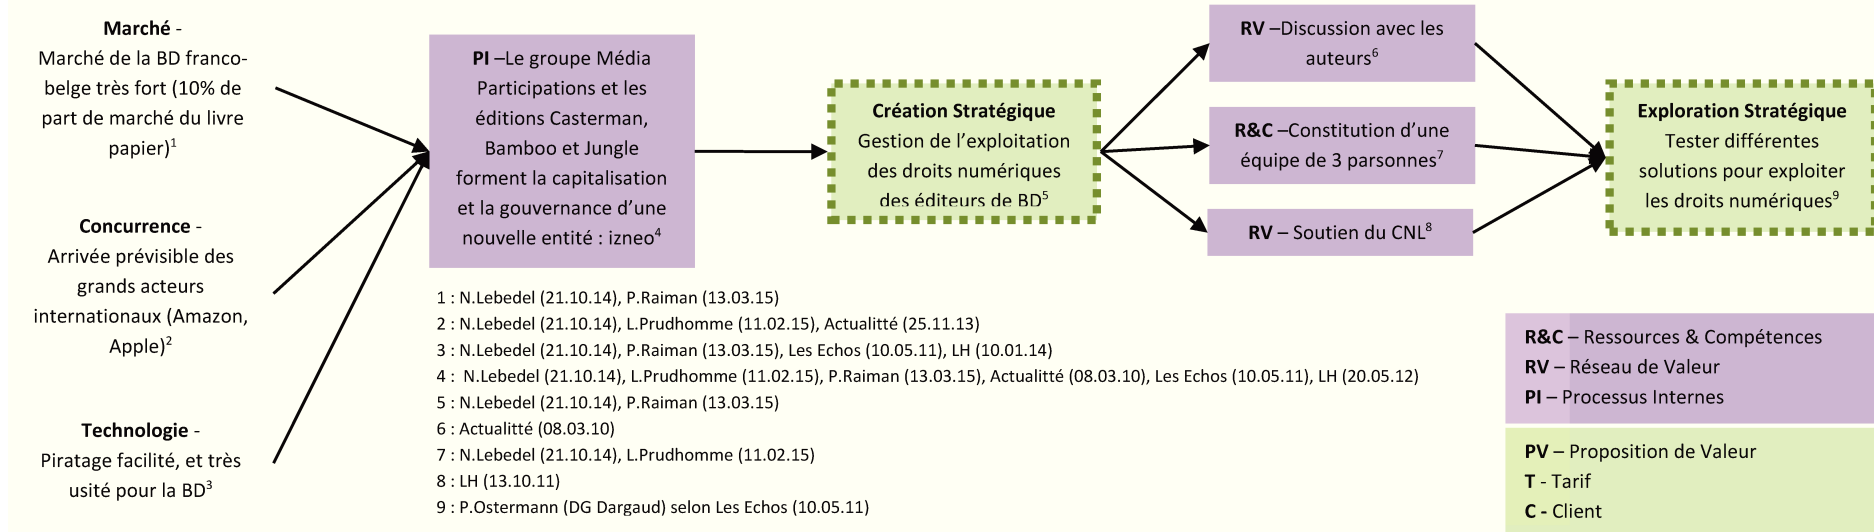 Marché -
Marché de la BD franco-
belge très fort (10% de
part de marché du livre
papier)1
Concurrence -
Arrivée prévisible des
grands acteurs
internationaux (Amazon,
Apple)2
Technologie -
Piratage facilité, et très
usité pour la BD3
PI –Le groupe Média
Participations et les
éditions Casterman,
Bamboo et Jungle
forment la capitalisation
et la gouvernance d’une
nouvelle entité : izneo4
Création Stratégique
Gestion de l’exploitation
des droits numériques
des éditeurs de BD5
RV –Discussion avec les
auteurs6
R&C –Constitution d’une
équipe de 3 parsonnes7
RV – Soutien du CNL8
Exploration Stratégique
Tester différentes
solutions pour exploiter
les droits numériques9
1 : N.Lebedel (21.10.14), P.Raiman (13.03.15)
2 : N.Lebedel (21.10.14), L.Prudhomme (11.02.15), Actualitté (25.11.13)
3 : N.Lebedel (21.10.14), P.Raiman (13.03.15), Les Echos (10.05.11), LH (10.01.14)
4 : N.Lebedel (21.10.14), L.Prudhomme (11.02.15), P.Raiman (13.03.15), Actualitté (08.03.10), Les Echos (10.05.11), LH (20.05.12)
5 : N.Lebedel (21.10.14), P.Raiman (13.03.15)
6 : Actualitté (08.03.10)
7 : N.Lebedel (21.10.14), L.Prudhomme (11.02.15)
8 : LH (13.10.11)
9 : P.Ostermann (DG Dargaud) selon Les Echos (10.05.11)
R&C – Ressources & Compétences
RV – Réseau de Valeur
PI – Processus Internes
PV – Proposition de Valeur
T - Tarif
C - Client